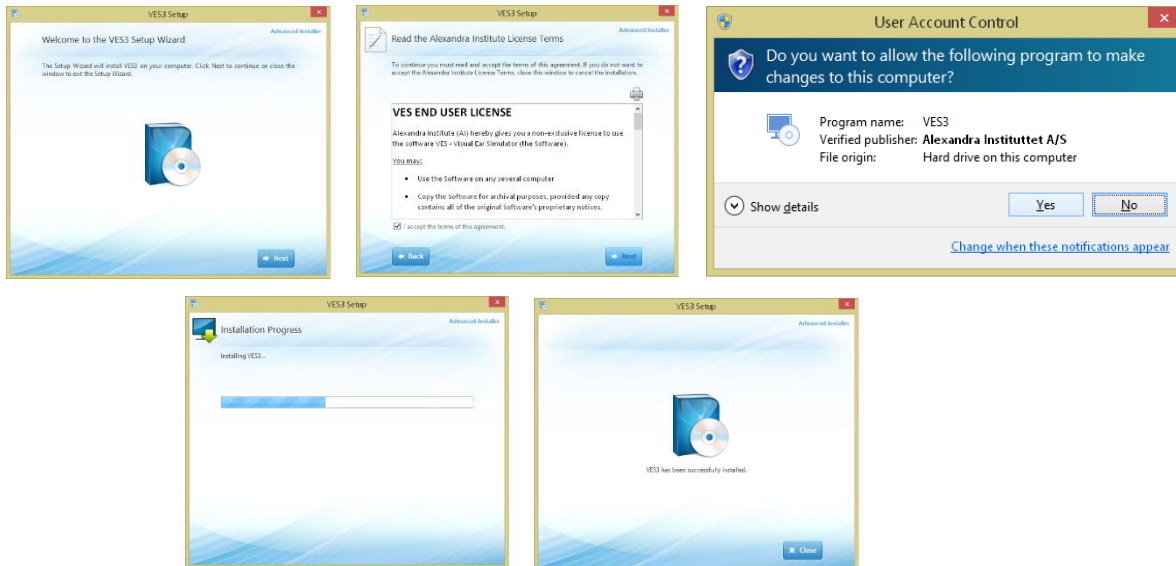 VES3 Setup
Advanced Installer
Welcome to the VES3 Setup Wizard
The Setup Wizard will install VES3 on your computer. Click Next to continue or close the
window to exit the Setup Wizard.
Next
VES3 Setup
Advanced Installer
Read the Alexandra Institute License Terms
To continue you must read and accept the terms of this agreement. If you do not want to
accept the Alexandra Institute License Terms, close this window to cancel the installation.
VES END USER LICENSE
Alexandra Institute (AI) hereby gives you a non-exclusive license to use
the software VES - Visual Ear Simulator (the Software).
You may:
• Use the Software on any several computer
• Copy the Software for archival purposes, provided any copy
contains all of the original Software's proprietary notices.
I accept the terms of this agreement.
Back
Next
User Account Control
Do you want to allow the following program to make
changes to this computer?
Program name: VES3
Verified publisher: Alexandra Instituttet A/S
File origin: Hard drive on this computer
Show details
Yes
No
Change when these notifications appear
VES3 Setup
Advanced Installer
Installation Progress
Installing VES3...
VES3 Setup
Advanced Installer
VES3 has been successfully installed.
Close